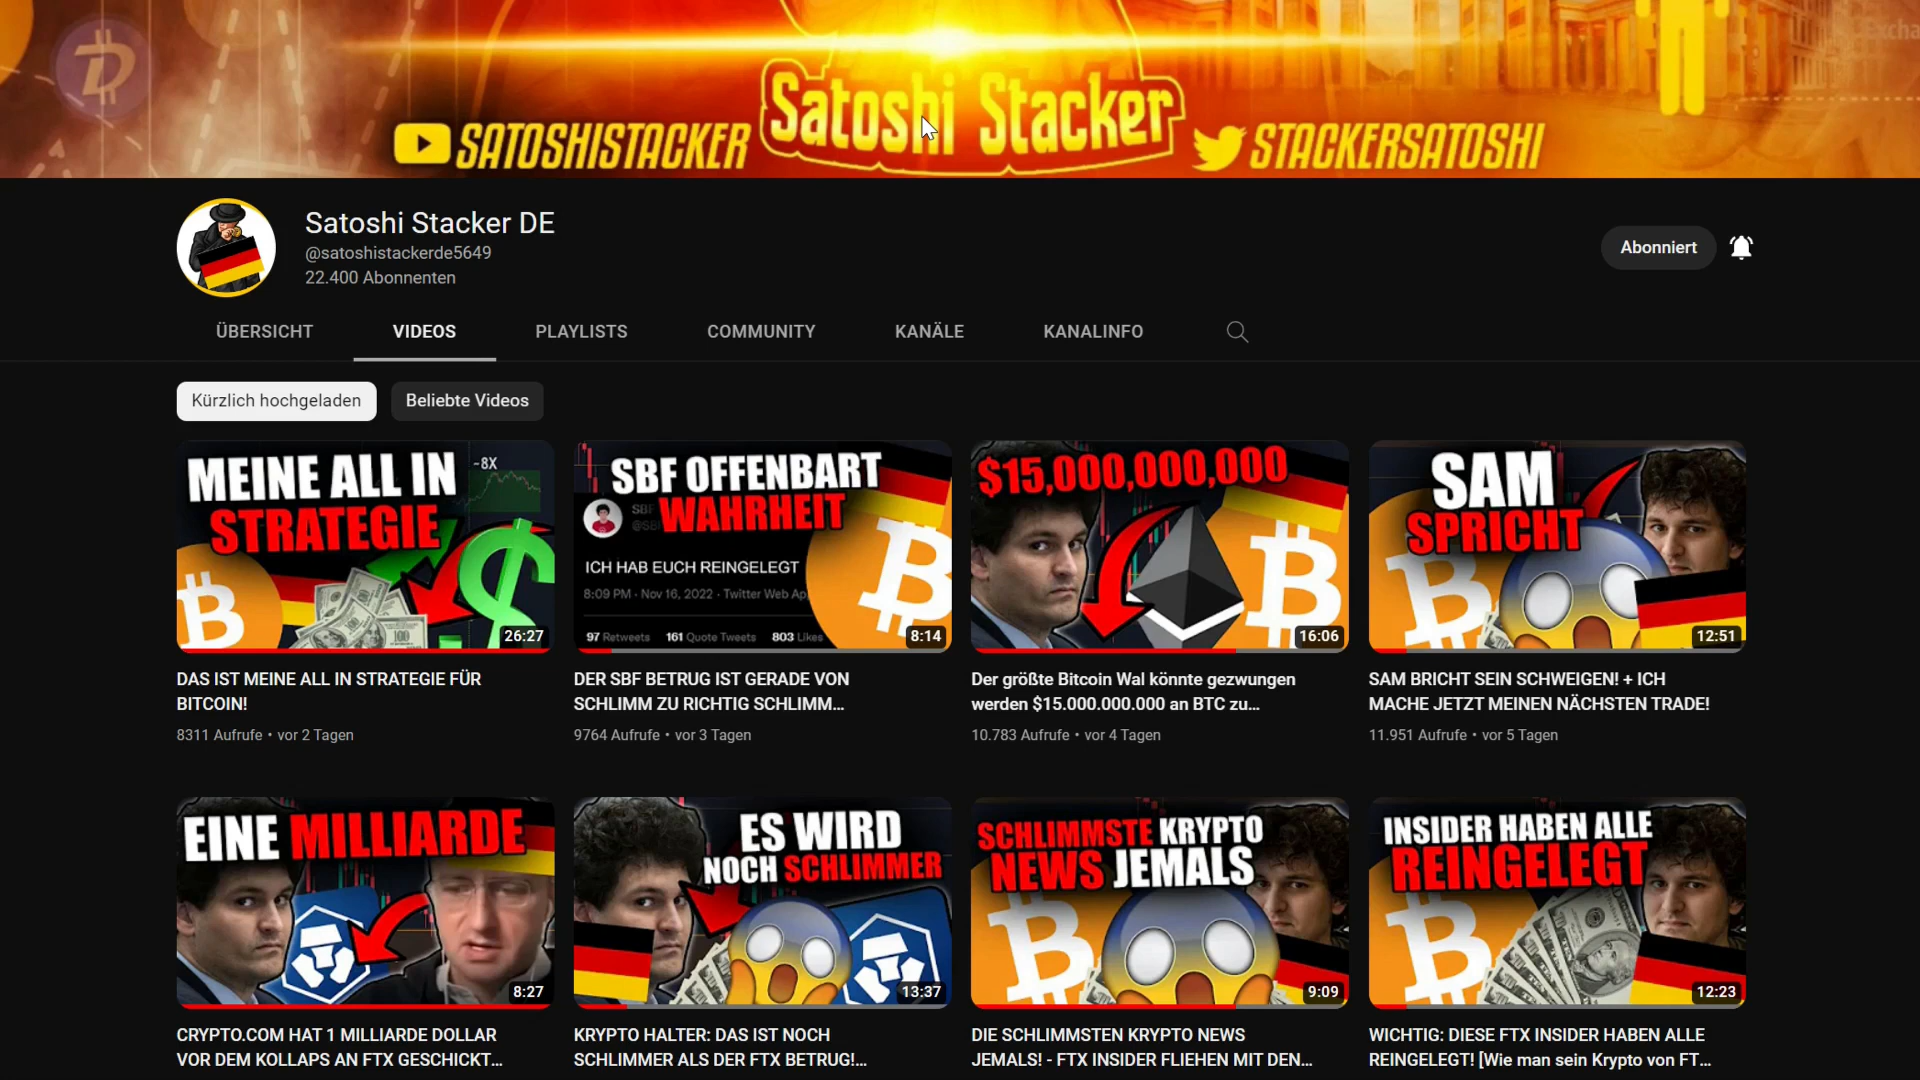 Satoshi Stacker
SATOSHISTACKER
STACKERSATOSHI
Satoshi Stacker DE
@satoshistackerde5649
22.400 Abonnenten
Abonniert
ÜBERSICHT
VIDEOS
PLAYLISTS
COMMUNITY
KANÄLE
KANALINFO
Kürzlich hochgeladen
Beliebte Videos
MEINE ALL IN
STRATEGIE
~8X
26:27
SBF OFFENBART
WAHRHEIT
ICH HAB EUCH REINGELEGT
8:09 PM · Nov 16, 2022 · Twitter Web Ap
97 Retweets 161 Quote Tweets 803 Likes
8:14
$15,000,000,000
16:06
SAM
SPRICHT
12:51
DAS IST MEINE ALL IN STRATEGIE FÜR
BITCOIN!
8311 Aufrufe • vor 2 Tagen
DER SBF BETRUG IST GERADE VON
SCHLIMM ZU RICHTIG SCHLIMM...
9764 Aufrufe • vor 3 Tagen
Der größte Bitcoin Wal könnte gezwungen
werden $15.000.000.000 an BTC zu...
10.783 Aufrufe • vor 4 Tagen
SAM BRICHT SEIN SCHWEIGEN! + ICH
MACHE JETZT MEINEN NÄCHSTEN TRADE!
11.951 Aufrufe • vor 5 Tagen
EINE MILLIARDE
8:27
ES WIRD
NOCH SCHLIMMER
13:37
SCHLIMMSTE KRYPTO
NEWS JEMALS
9:09
INSIDER HABEN ALLE
REINGELEGT
12:23
CRYPTO.COM HAT 1 MILLIARDE DOLLAR
VOR DEM KOLLAPS AN FTX GESCHICKT...
KRYPTO HALTER: DAS IST NOCH
SCHLIMMER ALS DER FTX BETRUG!...
DIE SCHLIMMSTEN KRYPTO NEWS
JEMALS! - FTX INSIDER FLIEHEN MIT DEN...
WICHTIG: DIESE FTX INSIDER HABEN ALLE
REINGELEGT! [Wie man sein Krypto von FT...